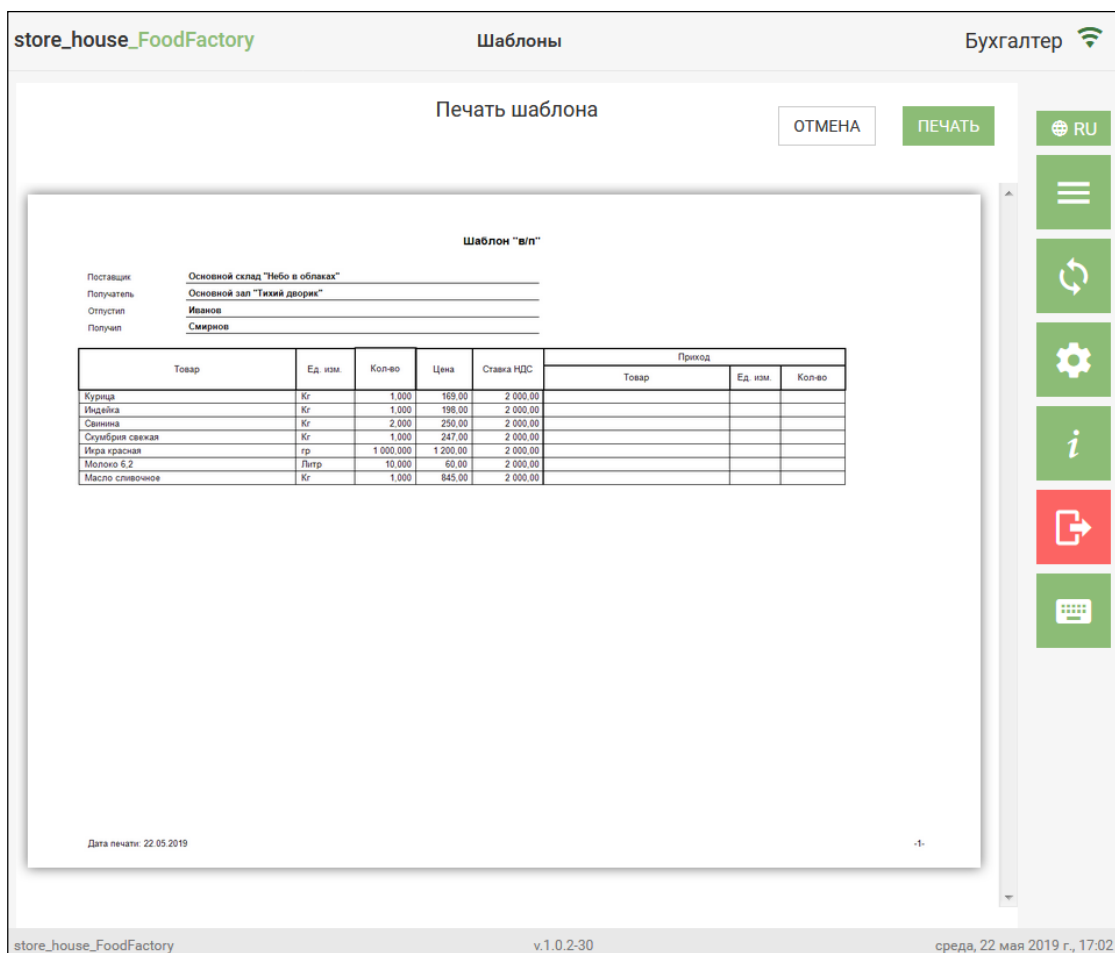 store_house_FoodFactory Шаблоны Бухгалтер
Печать шаблона ОТМЕНА ПЕЧАТЬ RU
Шаблон "в/п"
Поставщик Основной склад "Небо в облаках"
Получатель Основной зал "Тихий дворик"
Отпустил Иванов
Получил Смирнов
Товар Ед. изм. Кол-во Цена Ставка НДС Приход
Товар Ед. изм. Кол-во
Курица Кг 1,000 169,00 2 000,00
Индейка Кг 1,000 198,00 2 000,00
Свинина Кг 2,000 250,00 2 000,00
Скумбрия свежая Кг 1,000 247,00 2 000,00
Икра красная гр 1 000,000 1 200,00 2 000,00
Молоко 6,2 Литр 10,000 60,00 2 000,00
Масло сливочное Кг 1,000 845,00 2 000,00
i
Дата печати: 22.05.2019 -1-
store_house_FoodFactory v.1.0.2-30 среда, 22 мая 2019 г., 17:02